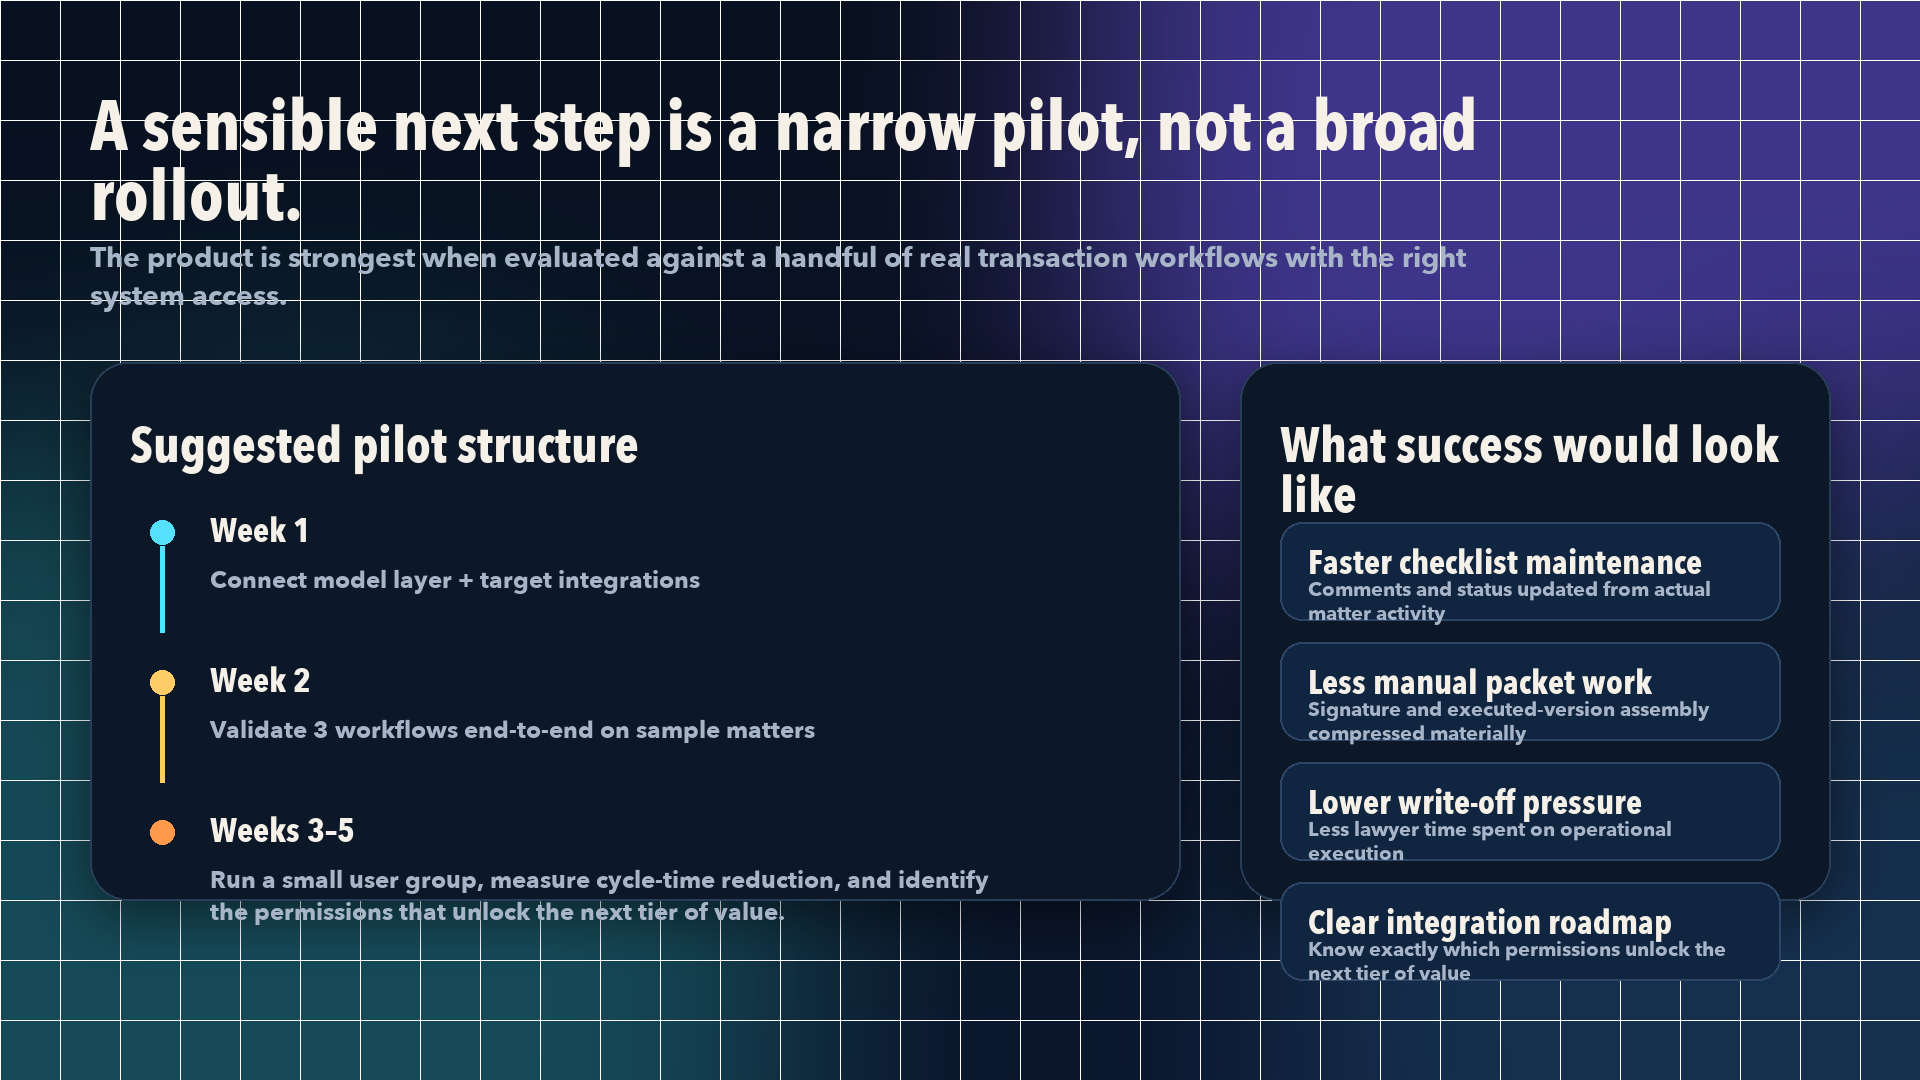 A sensible next step is a narrow pilot, not a broad
rollout.
The product is strongest when evaluated against a handful of real transaction workflows with the right
system access.
Suggested pilot structure
Week 1
Connect model layer + target integrations
Week 2
Validate 3 workflows end-to-end on sample matters
Weeks 3–5
Run a small user group, measure cycle-time reduction, and identify
the permissions that unlock the next tier of value.
What success would look
like
Faster checklist maintenance
Comments and status updated from actual
matter activity
Less manual packet work
Signature and executed-version assembly
compressed materially
Lower write-off pressure
Less lawyer time spent on operational
execution
Clear integration roadmap
Know exactly which permissions unlock the
next tier of value